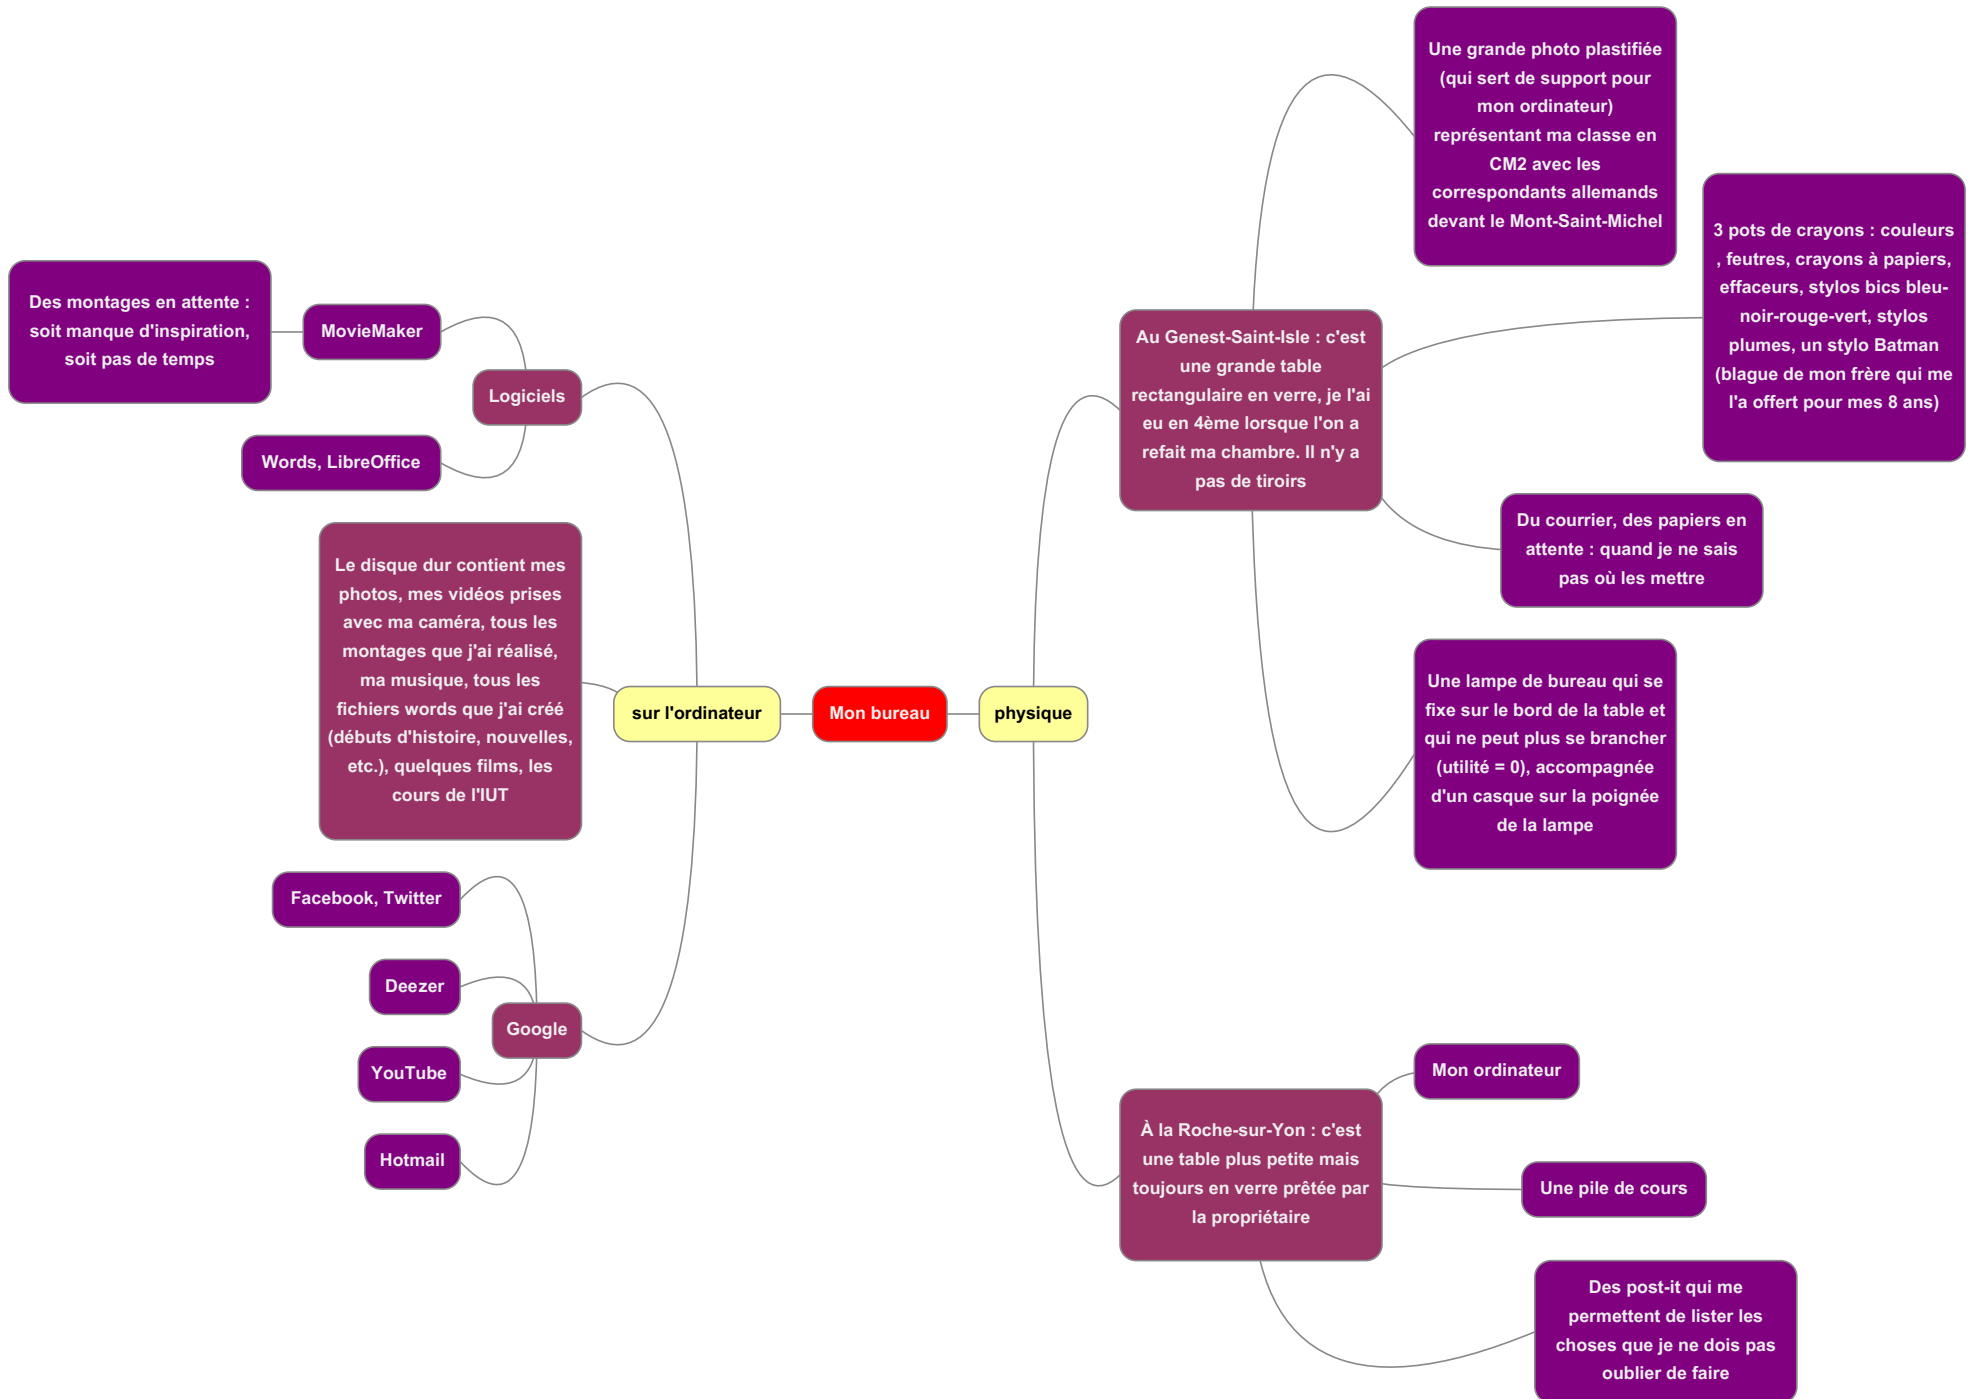 Mon bureau
sur l'ordinateur
Logiciels
MovieMaker
Des montages en attente :
soit manque d'inspiration,
soit pas de temps
Words, LibreOffice
Le disque dur contient mes
photos, mes vidéos prises
avec ma caméra, tous les
montages que j'ai réalisé,
ma musique, tous les
fichiers words que j'ai créé
(débuts d'histoire, nouvelles,
etc.), quelques films, les
cours de l'IUT
Google
Facebook, Twitter
Deezer
YouTube
Hotmail
physique
Au Genest-Saint-Isle : c'est
une grande table
rectangulaire en verre, je l'ai
eu en 4ème lorsque l'on a
refait ma chambre. Il n'y a
pas de tiroirs
Une grande photo plastifiée
(qui sert de support pour
mon ordinateur)
représentant ma classe en
CM2 avec les
correspondants allemands
devant le Mont-Saint-Michel
3 pots de crayons : couleurs
, feutres, crayons à papiers,
effaceurs, stylos bics bleu-
noir-rouge-vert, stylos
plumes, un stylo Batman
(blague de mon frère qui me
l'a offert pour mes 8 ans)
Du courrier, des papiers en
attente : quand je ne sais
pas où les mettre
Une lampe de bureau qui se
fixe sur le bord de la table et
qui ne peut plus se brancher
(utilité = 0), accompagnée
d'un casque sur la poignée
de la lampe
À la Roche-sur-Yon : c'est
une table plus petite mais
toujours en verre prêtée par
la propriétaire
Mon ordinateur
Une pile de cours
Des post-it qui me
permettent de lister les
choses que je ne dois pas
oublier de faire